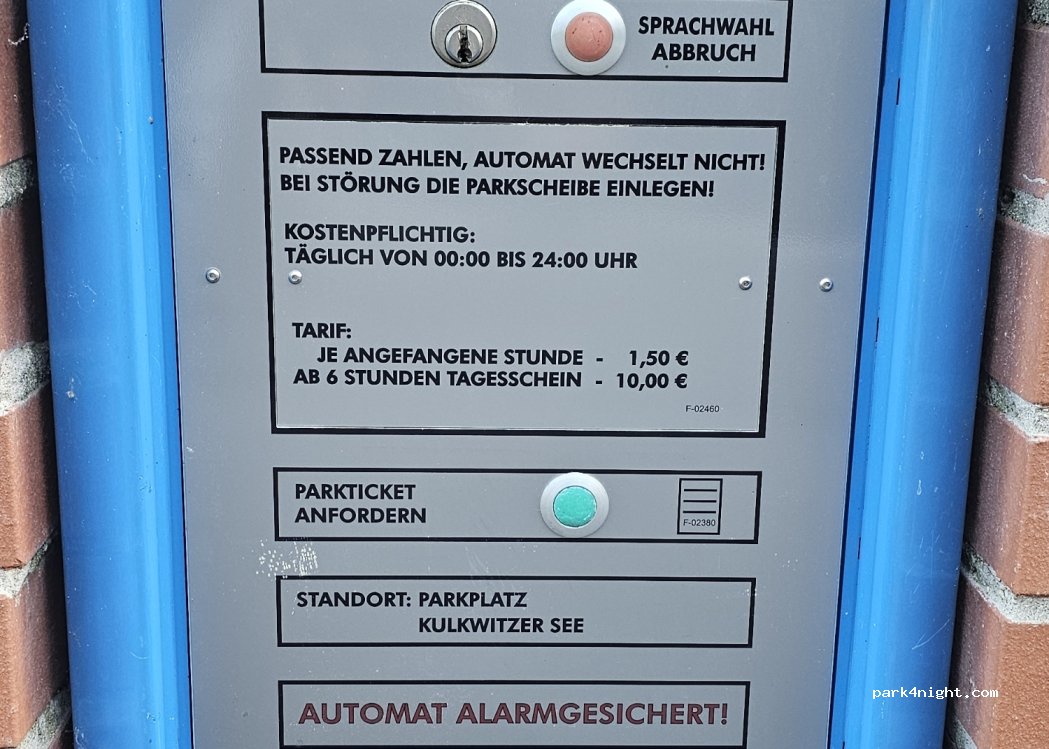 SPRACHWAHL
ABBRUCH
PASSEND ZAHLEN, AUTOMAT WECHSELT NICHT!
BEI STÖRUNG DIE PARKSCHEIBE EINLEGEN!
KOSTENPFLICHTIG:
TÄGLICH VON 00:00 BIS 24:00 UHR
TARIF:
JE ANGEFANGENE STUNDE - 1,50 €
AB 6 STUNDEN TAGESSCHEIN - 10,00 €
F-02460
PARKTICKET
ANFORDERN
F-02380
STANDORT: PARKPLATZ
KULKWITZER SEE
park4night.com
AUTOMAT ALARMGESICHERT!